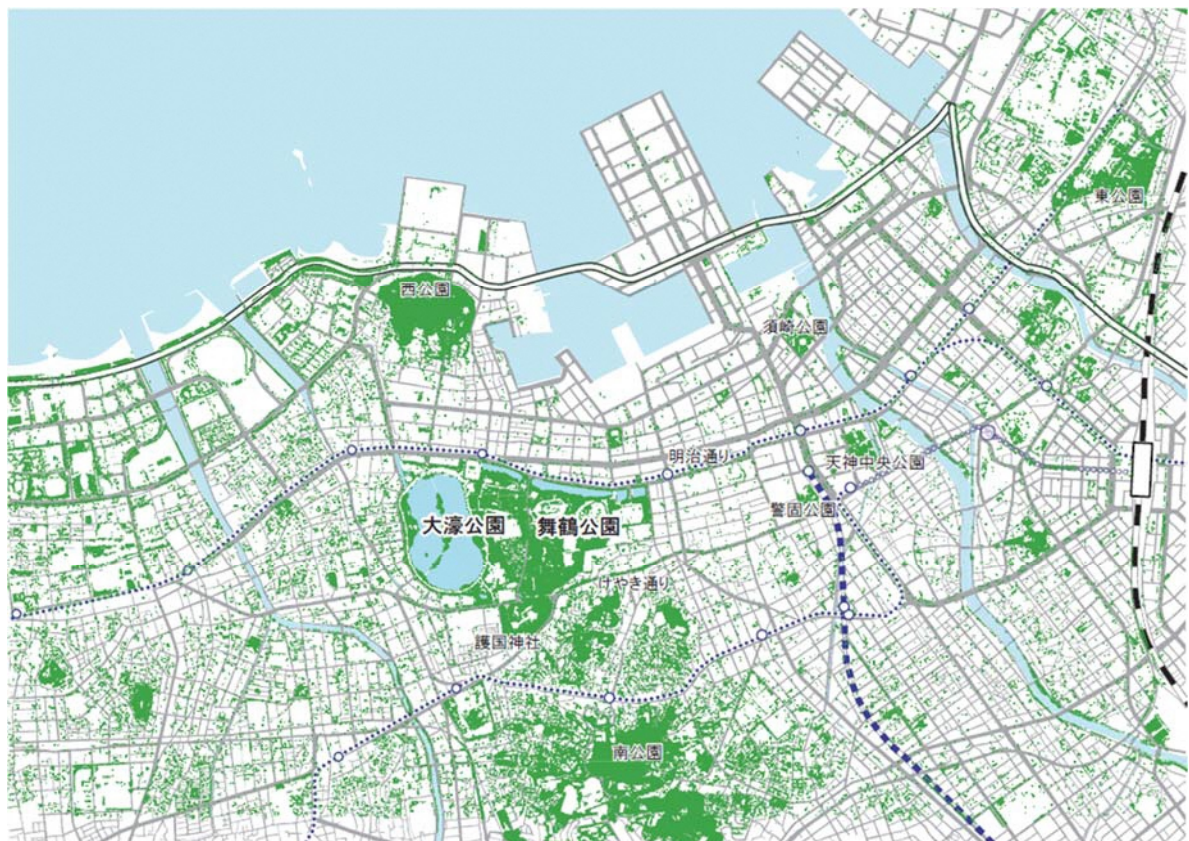 東公園
西公園
須崎公園
明治通り
天神中央公園
警固公園
大濠公園
舞鶴公園
けやき通り
護国神社
南公園